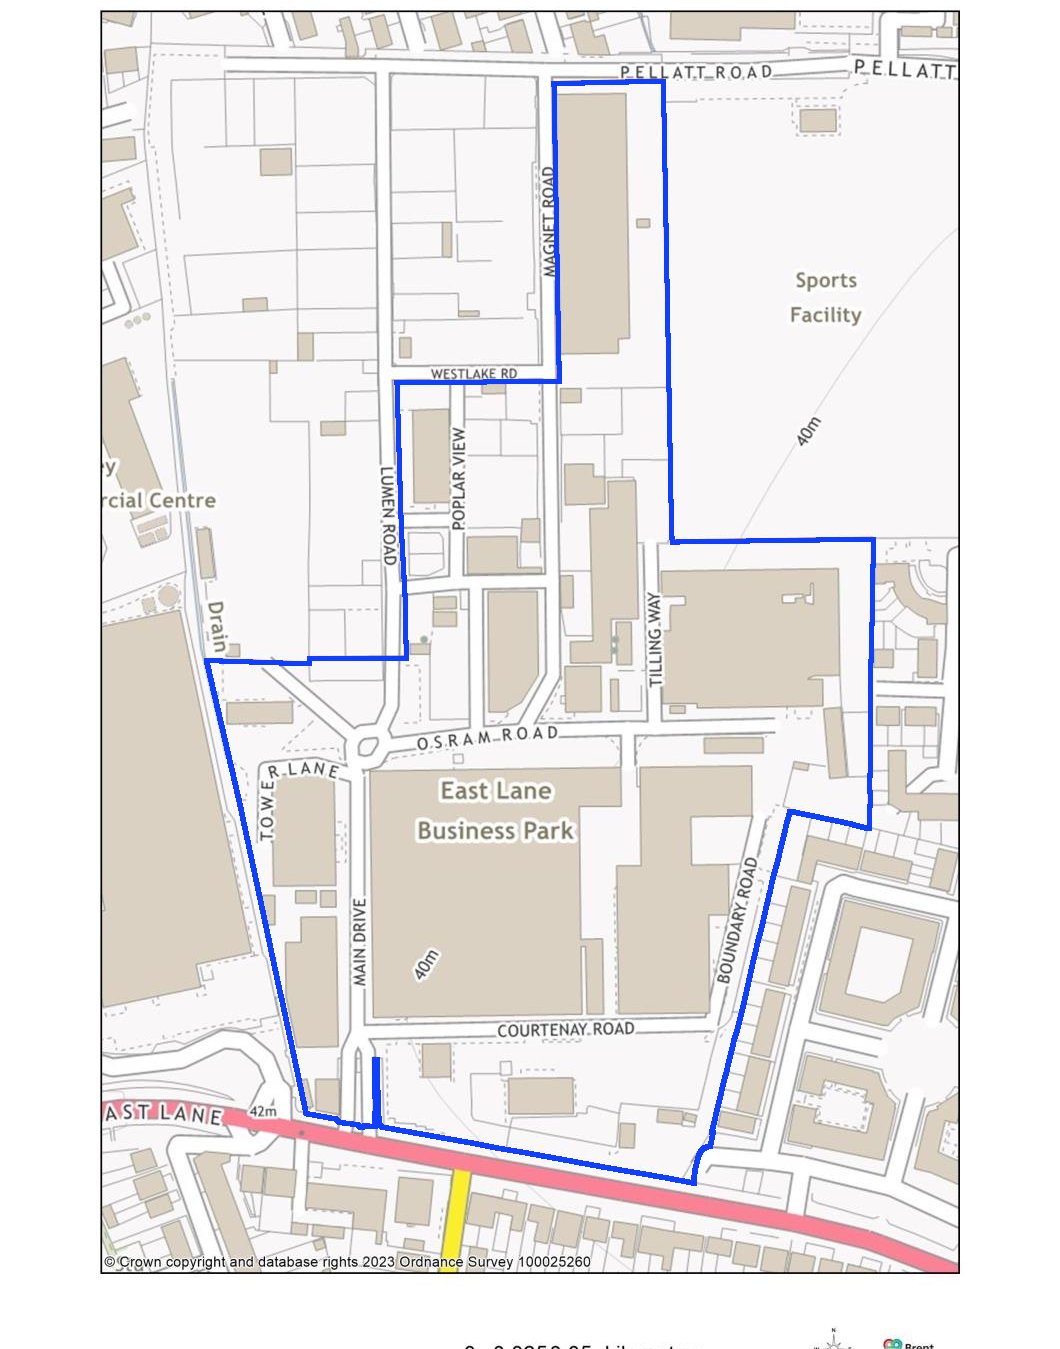 PELLATT ROAD
PELLATT
MAGNET ROAD
Sports
Facility
WESTLAKE RD
40m
POPLAR VIEW
LUMEN ROAD
rcial Centre
Drain
TILLING WAY
OSRAM ROAD
TOWER LANE
East Lane
Business Park
BOUNDARY ROAD
MAIN DRIVE
40m
COURTENAY ROAD
AST LANE
42m
© Crown copyright and database rights 2023 Ordnance Survey 100025260
N
Brent